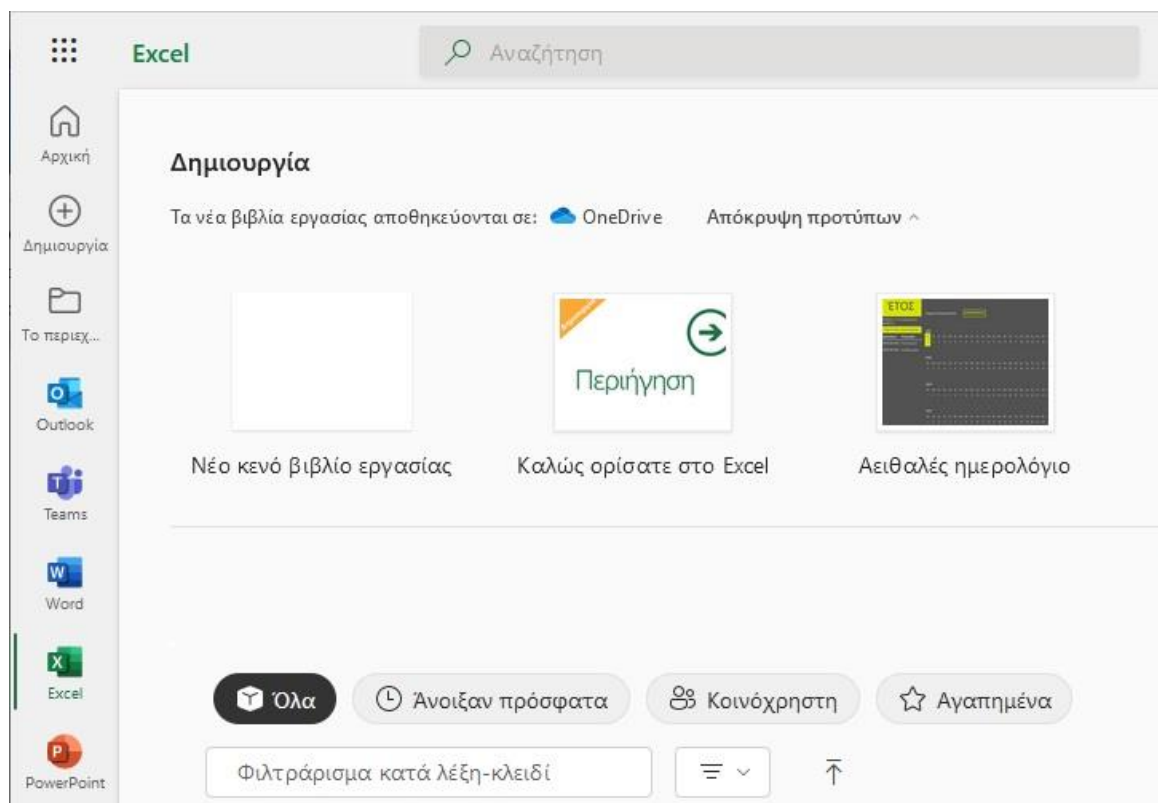 Excel
Αναζήτηση
Αρχική
Δημιουργία
Το περιεχ...
Outlook
Teams
Word
Excel
PowerPoint
Δημιουργία
Τα νέα βιβλία εργασίας αποθηκεύονται σε: OneDrive Απόκρυψη προτύπων
Περιήγηση
ΈΤΟΣ
Νέο κενό βιβλίο εργασίας
Καλώς ορίσατε στο Excel
Αειθαλές ημερολόγιο
Όλα
Άνοιξαν πρόσφατα
Κοινόχρηστη
Αγαπημένα
Φιλτράρισμα κατά λέξη-κλειδί